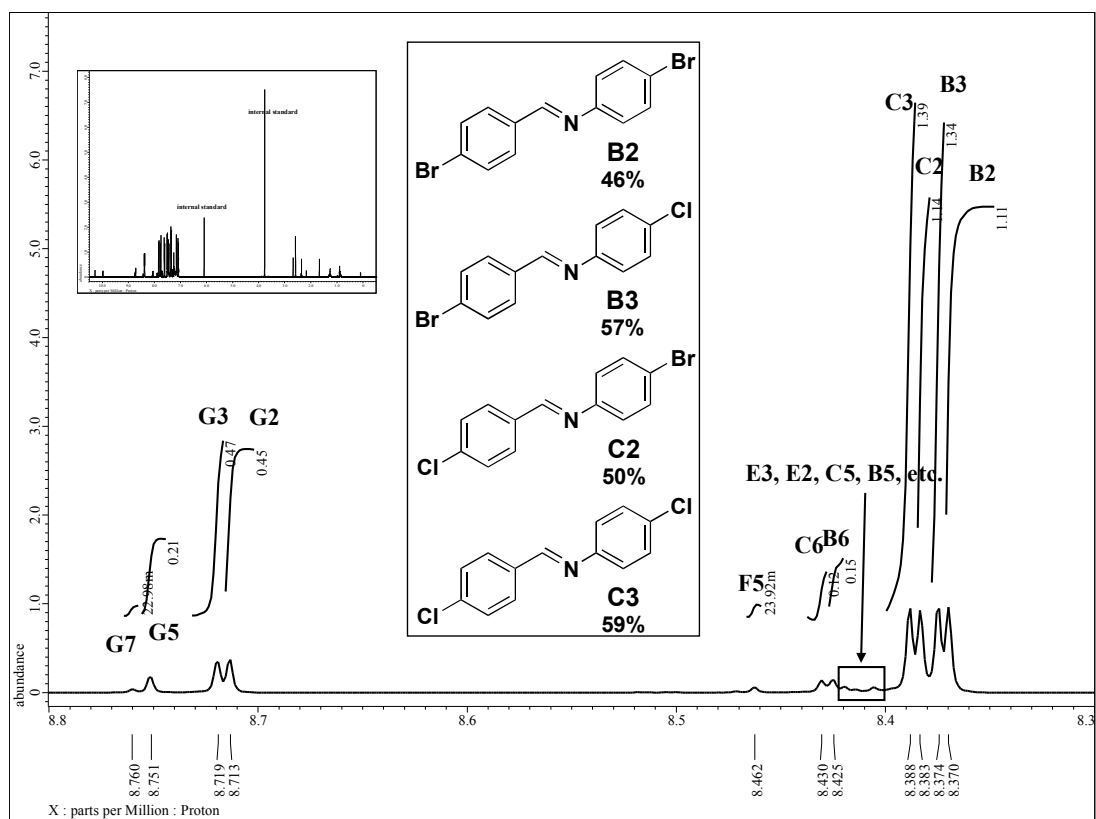 7.0
6.0
5.0
4.0
3.0
2.0
1.0
0
abundance
internal standard
internal standard
X : parts per Million : Proton
Br
N
Br
B2
46%
Cl
N
Br
B3
57%
Br
N
Cl
C2
50%
Cl
N
Cl
C3
59%
G3
G2
0.47
0.45
22.98m
0.21
G7
G5
E3, E2, C5, B5, etc.
F5
23.92m
C6
B6
0.12
0.15
C3
B3
1.39
1.34
C2
B2
1.14
1.11
8.8
8.7
8.6
8.5
8.4
8.3
8.760
8.751
8.719
8.713
8.462
8.430
8.425
8.388
8.383
8.374
8.370
X : parts per Million : Proton